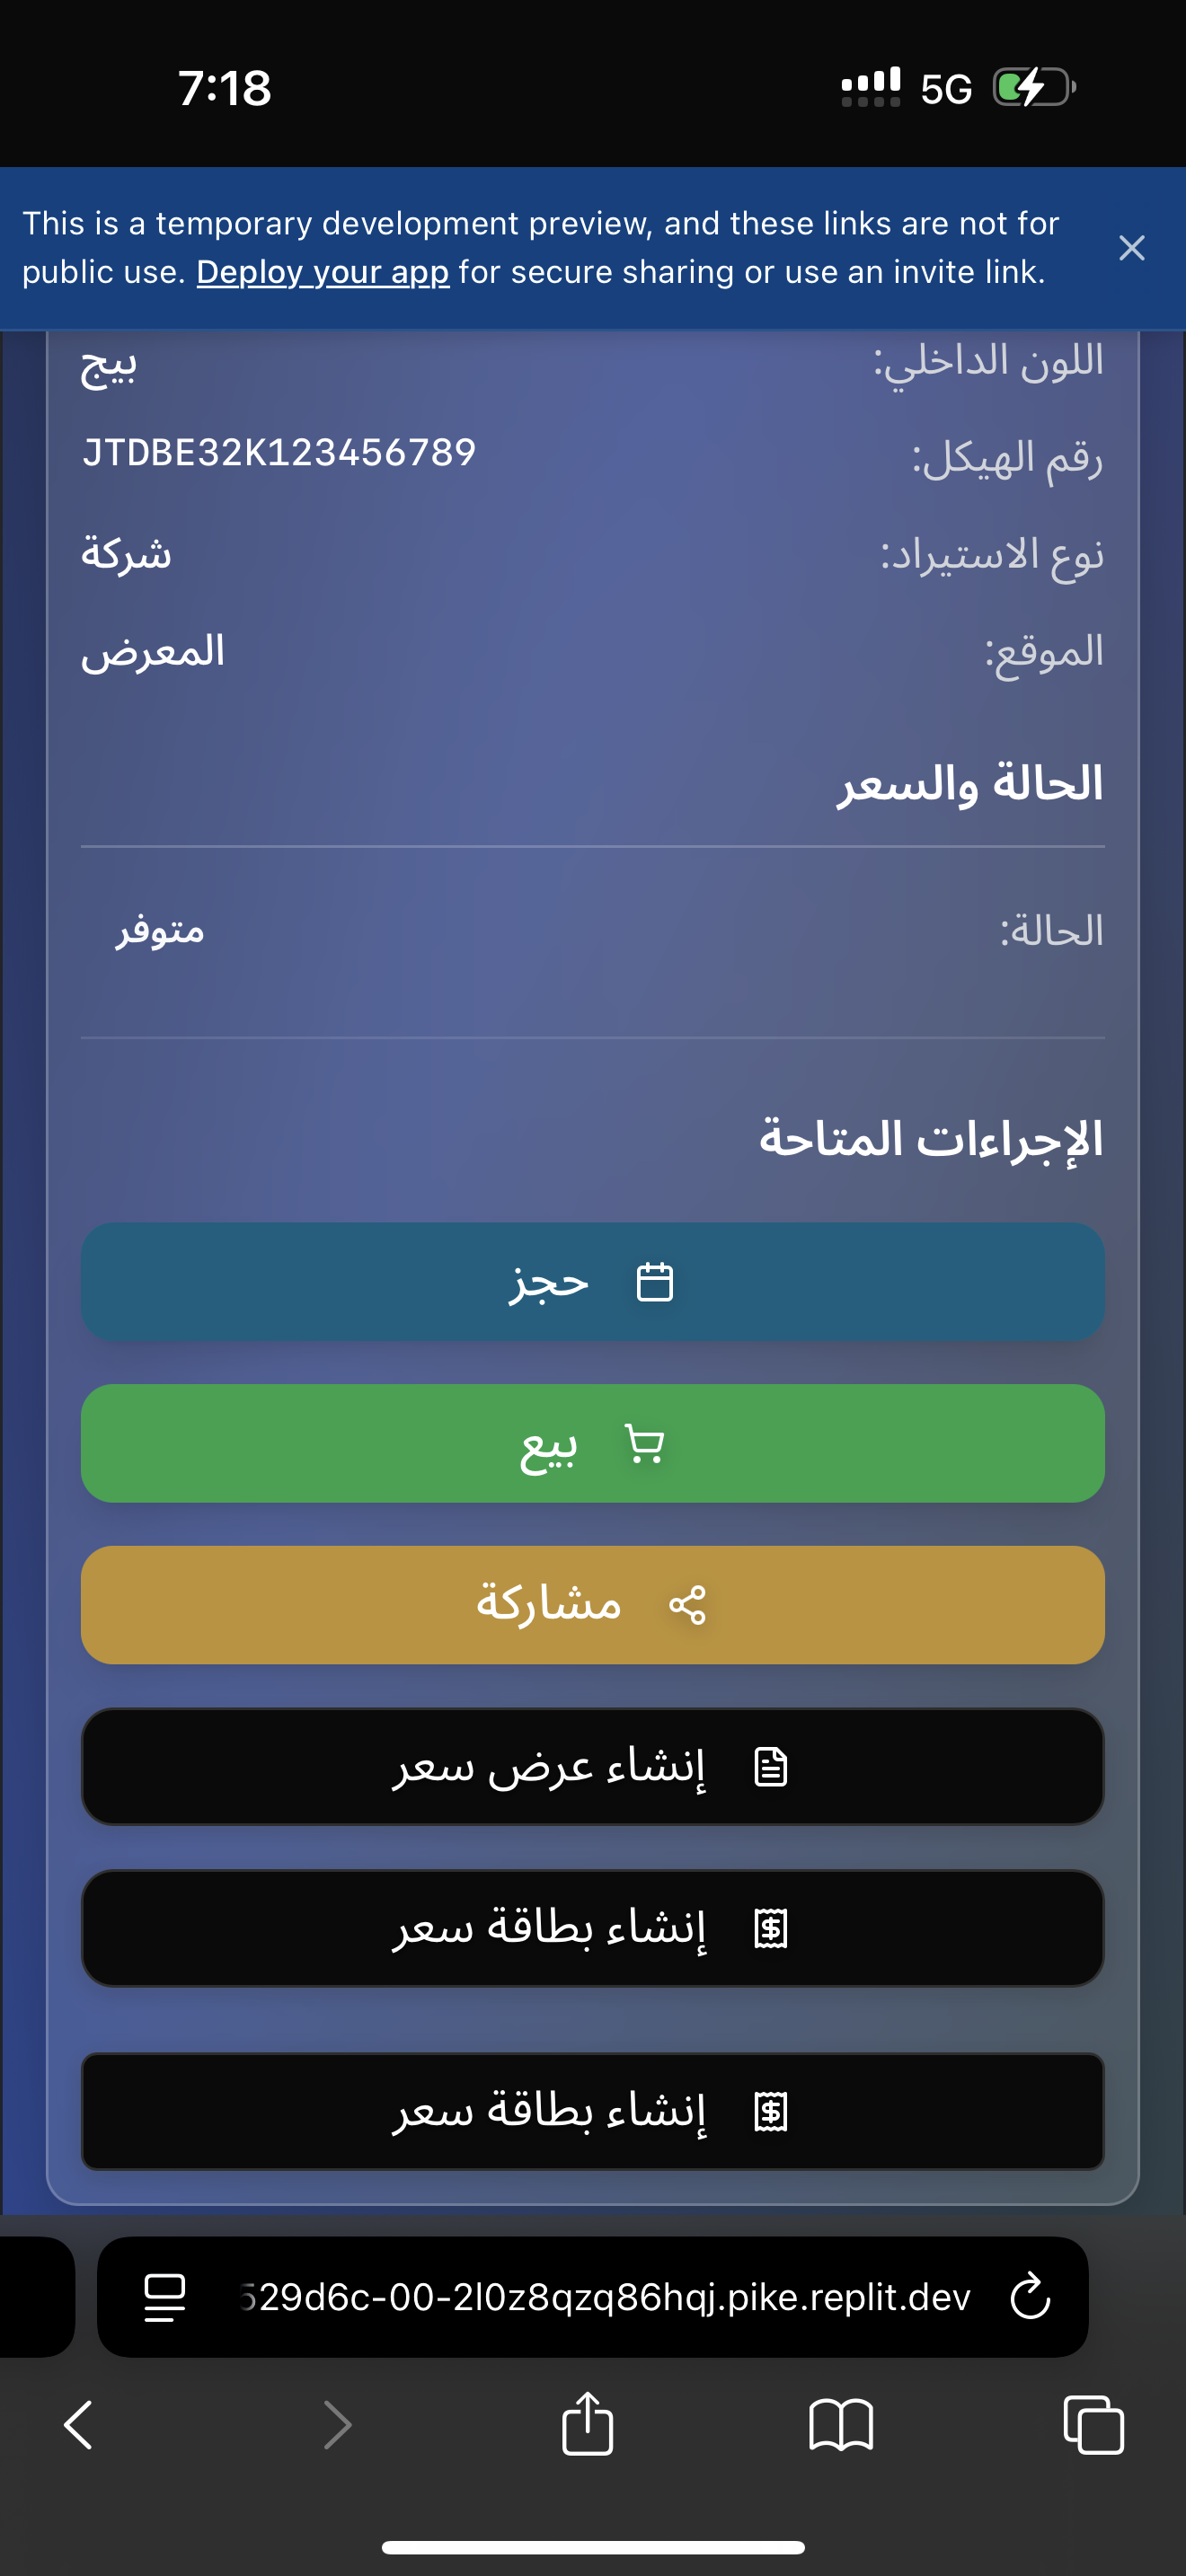 7:18
5G
This is a temporary development preview, and these links are not for
public use. Deploy your app for secure sharing or use an invite link.
اللون الداخلي: بيج
رقم الهيكل: JTDBE32K123456789
نوع الاستيراد: شركة
الموقع: المعرض
الحالة والسعر
الحالة: متوفر
الإجراءات المتاحة
حجز
بيع
مشاركة
إنشاء عرض سعر
إنشاء بطاقة سعر
إنشاء بطاقة سعر
529d6c-00-2l0z8qzq86hqj.pike.replit.dev